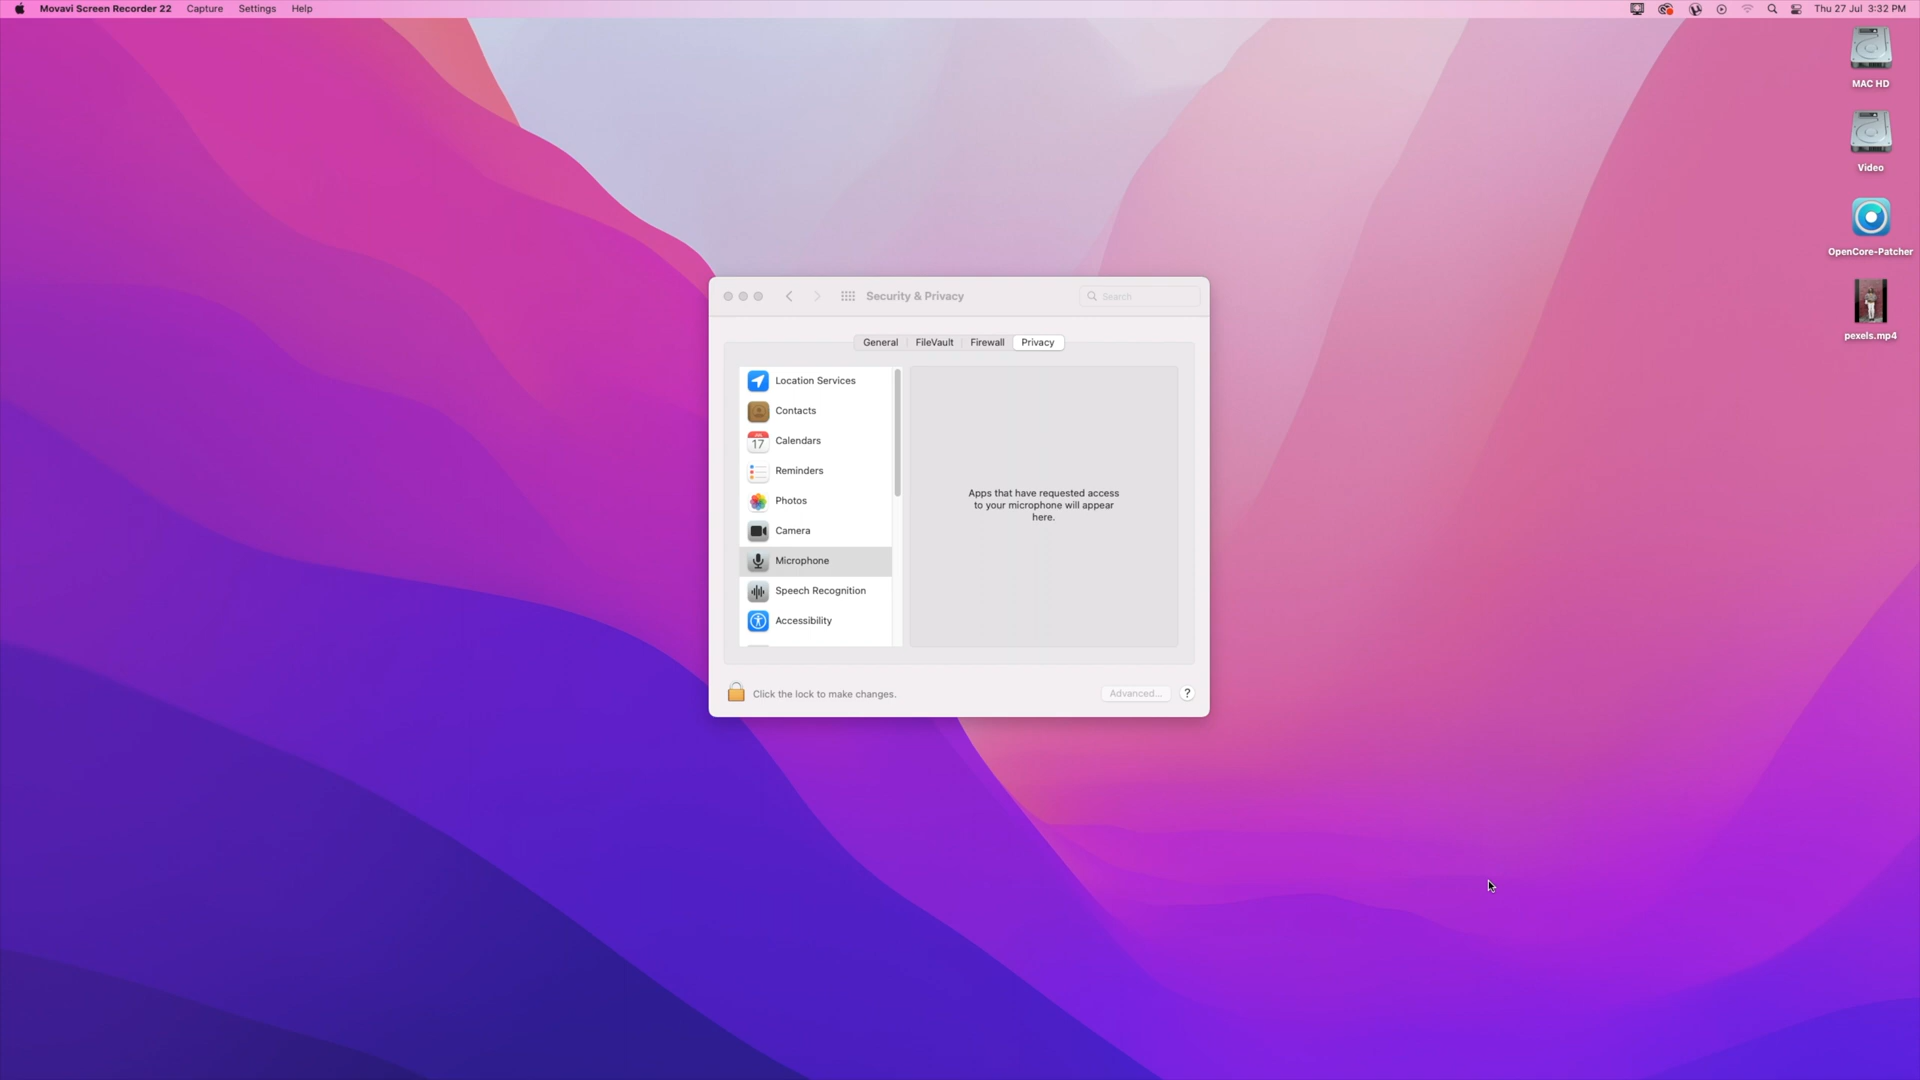 Movavi Screen Recorder 22 Capture Settings Help Thu 27 Jul 3:32 PM
MAC HD
Video
OpenCore-Patcher
pexels.mp4
Security & Privacy Search
General FileVault Firewall Privacy
Location Services
Contacts
17 Calendars
Reminders
Photos
Camera
Microphone
Speech Recognition
Accessibility
Apps that have requested access
to your microphone will appear
here.
Click the lock to make changes. Advanced... ?